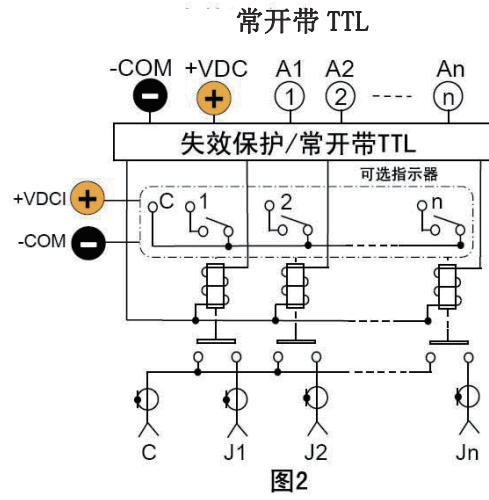 常开带 TTL
-COM +VDC A1 A2 An
1 2 n
失效保护/常开带TTL
可选指示器
+VDCI
C 1 2 n
-COM
C J1 J2 Jn
图2